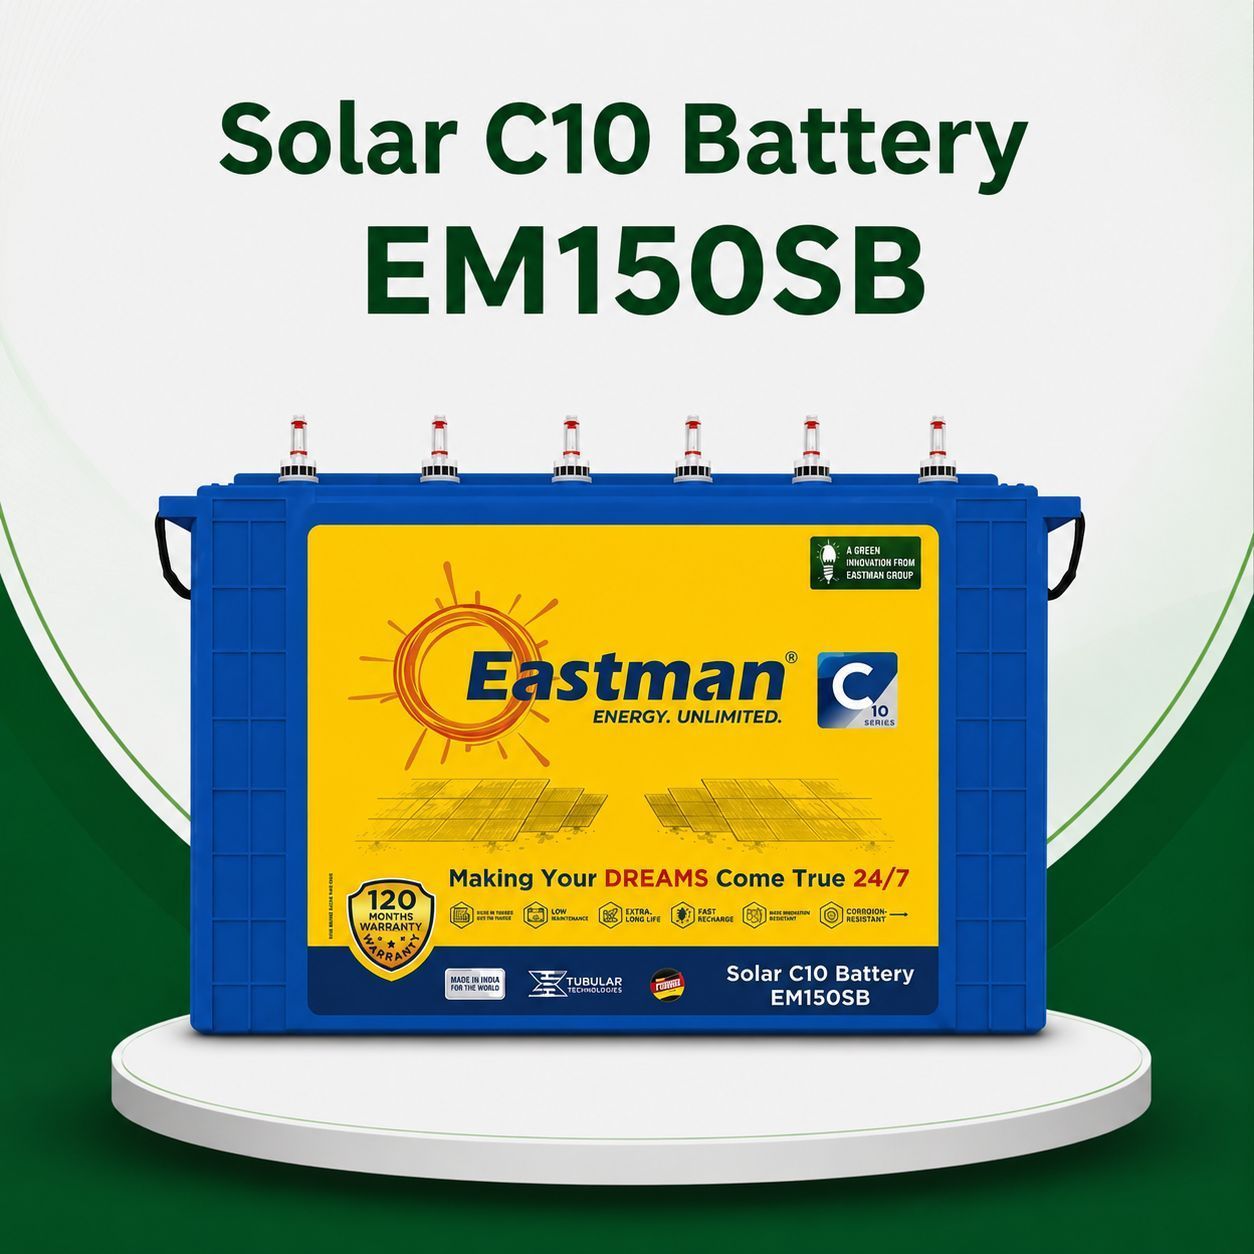 Solar C10 Battery
EM150SB
A GREEN
INNOVATION FROM
EASTMAN GROUP
Eastman®
ENERGY. UNLIMITED.
C
10
SERIES
Making Your DREAMS Come True 24/7
120
MONTHS
WARRANTY
WARRANTY
LOW
MAINTENANCE
EXTRA.
LONG LIFE
FAST
RECHARGE
CORROION-
RESISTANT
MADE IN INDIA
FOR THE WORLD
TUBULAR
TECHNOLOGIES
Solar C10 Battery
EM150SB